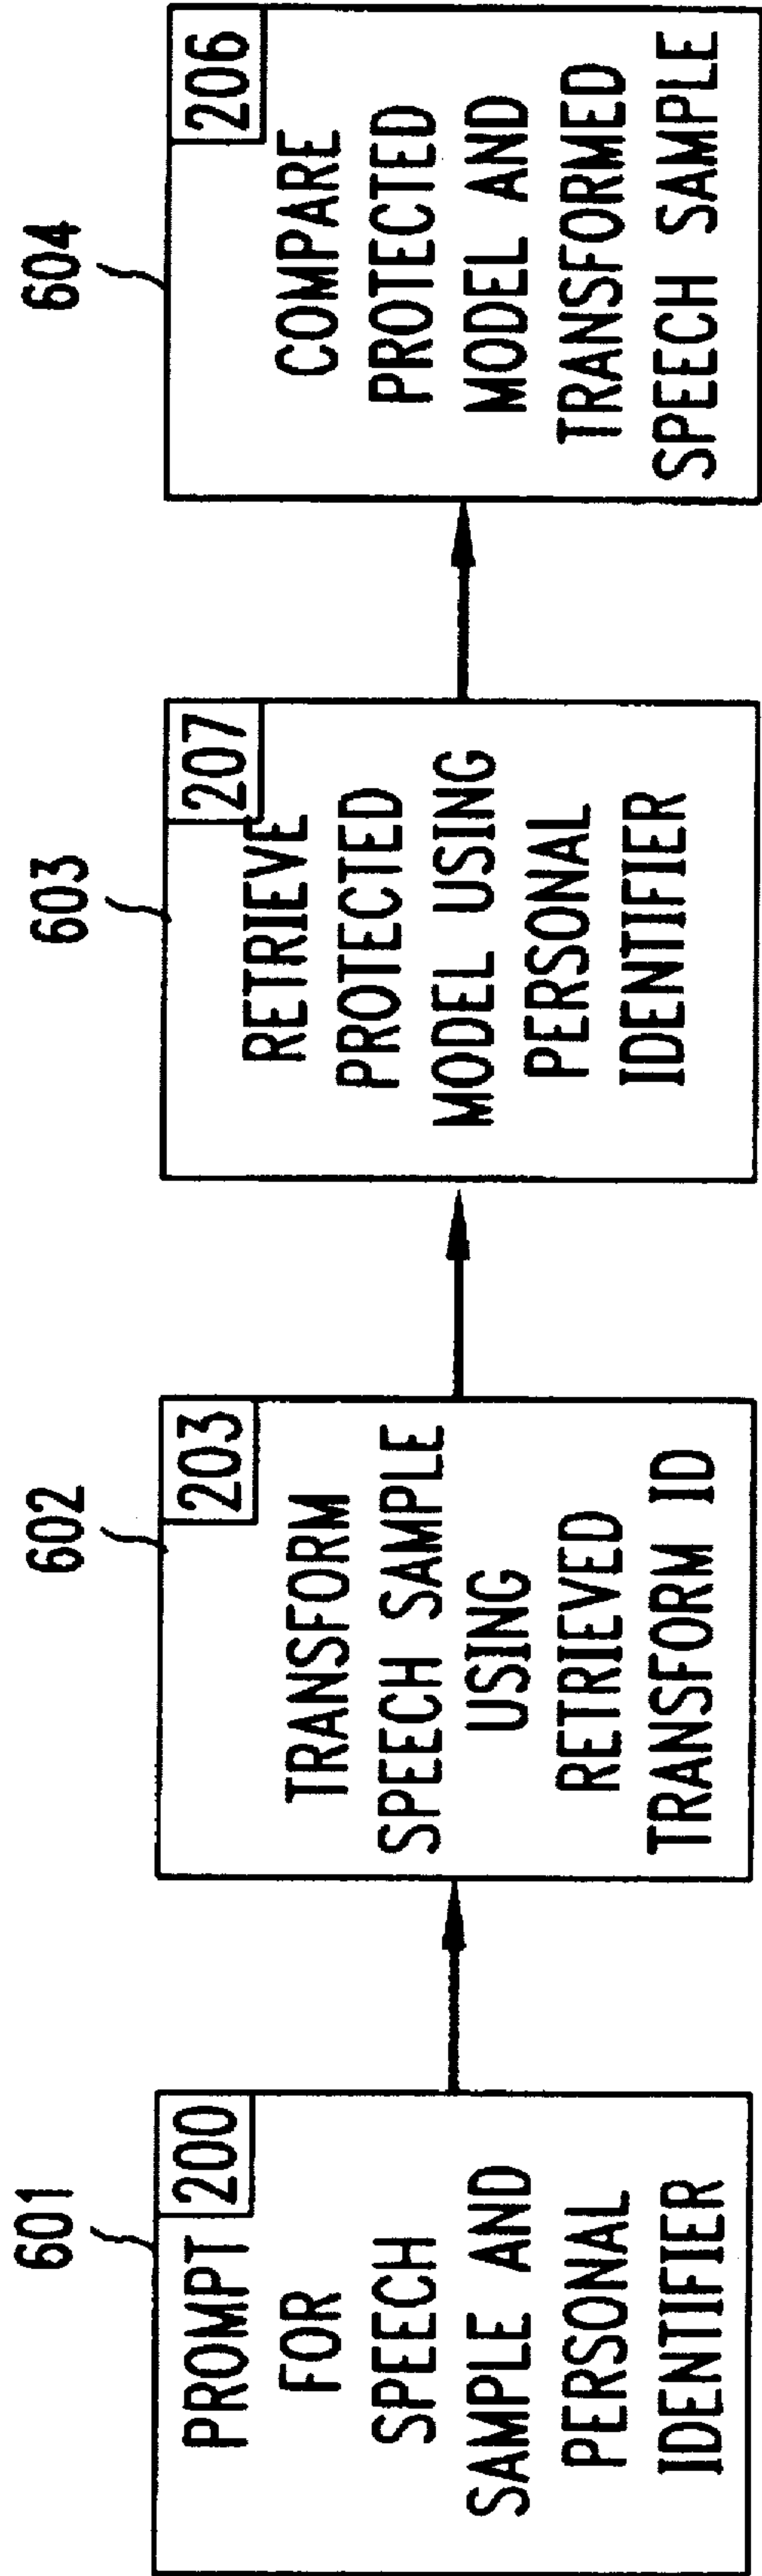 601
200
PROMPT
FOR
SPEECH
SAMPLE AND
PERSONAL
IDENTIFIER
602
203
TRANSFORM
SPEECH SAMPLE
USING
RETRIEVED
TRANSFORM ID
603
207
RETRIEVE
PROTECTED
MODEL USING
PERSONAL
IDENTIFIER
604
206
COMPARE
PROTECTED
MODEL AND
TRANSFORMED
SPEECH SAMPLE